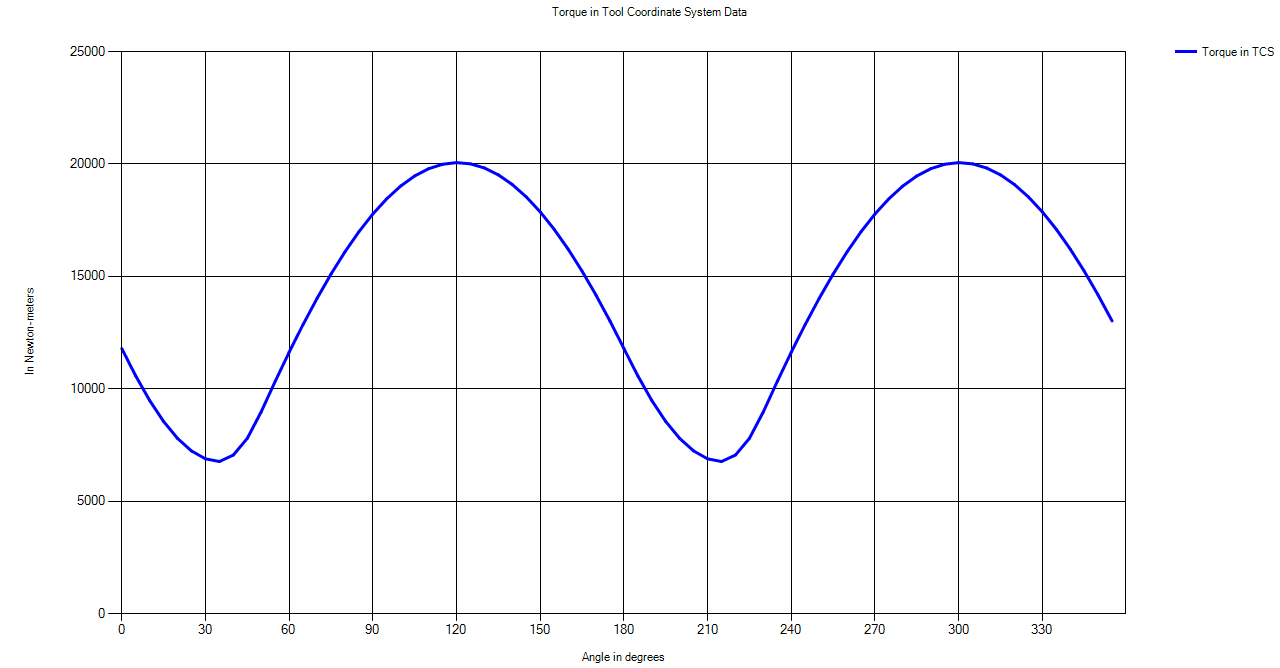 Torque in Tool Coordinate System Data
25000
Torque in TCS
20000
15000
In Newton-meters
10000
5000
0
0 30 60 90 120 150 180 210 240 270 300 330
Angle in degrees